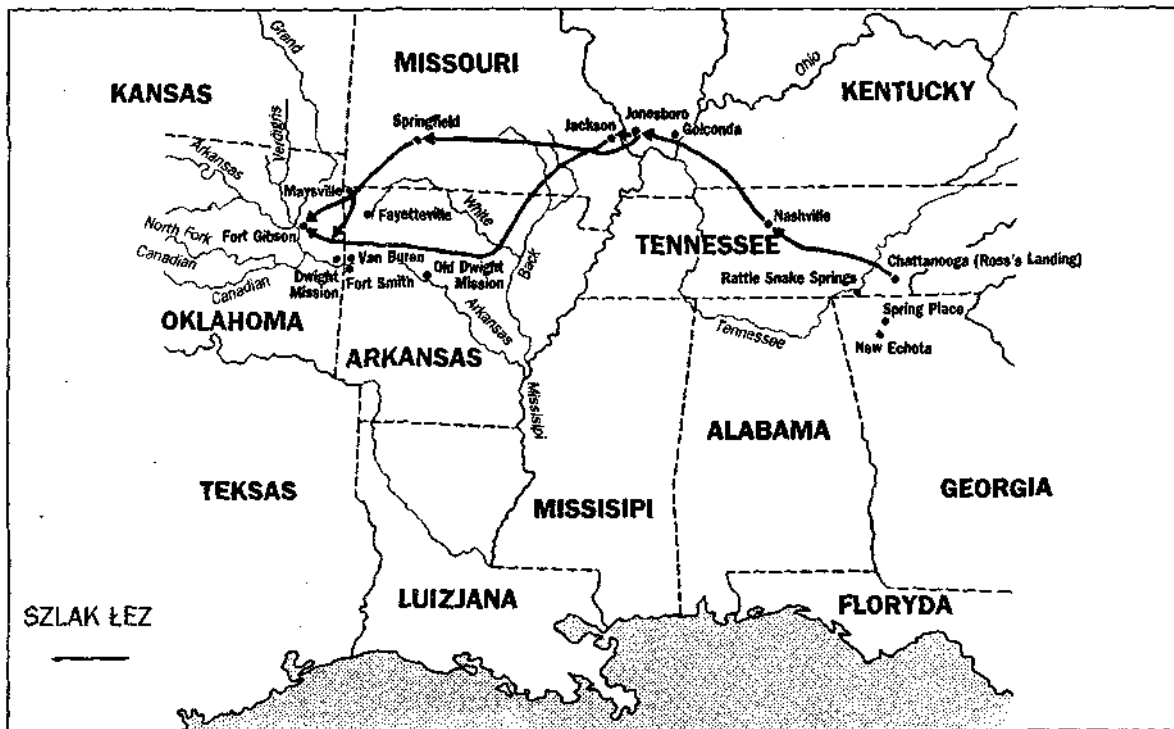 Grand
Ohio
MISSOURI
KANSAS
KENTUCKY
Verdigris
Springfield
Jackson
Jonesboro
Golconda
Arkansas
Maysville
White
Fayetteville
Nashville
North Fork
Fort Gibson
TENNESSEE
Back
Canadian
Van Buren
Old Dwight
Mission
Chattanooga (Ross's Landing)
Dwight
Mission
Fort Smith
Rattle Snake Springs
Canadian
Spring Place
OKLAHOMA
Arkansas
Tennessee
New Echota
ARKANSAS
Missisipi
ALABAMA
TEKSAS
MISSISIPI
GEORGIA
LUIZJANA
FLORYDA
SZLAK ŁEZ